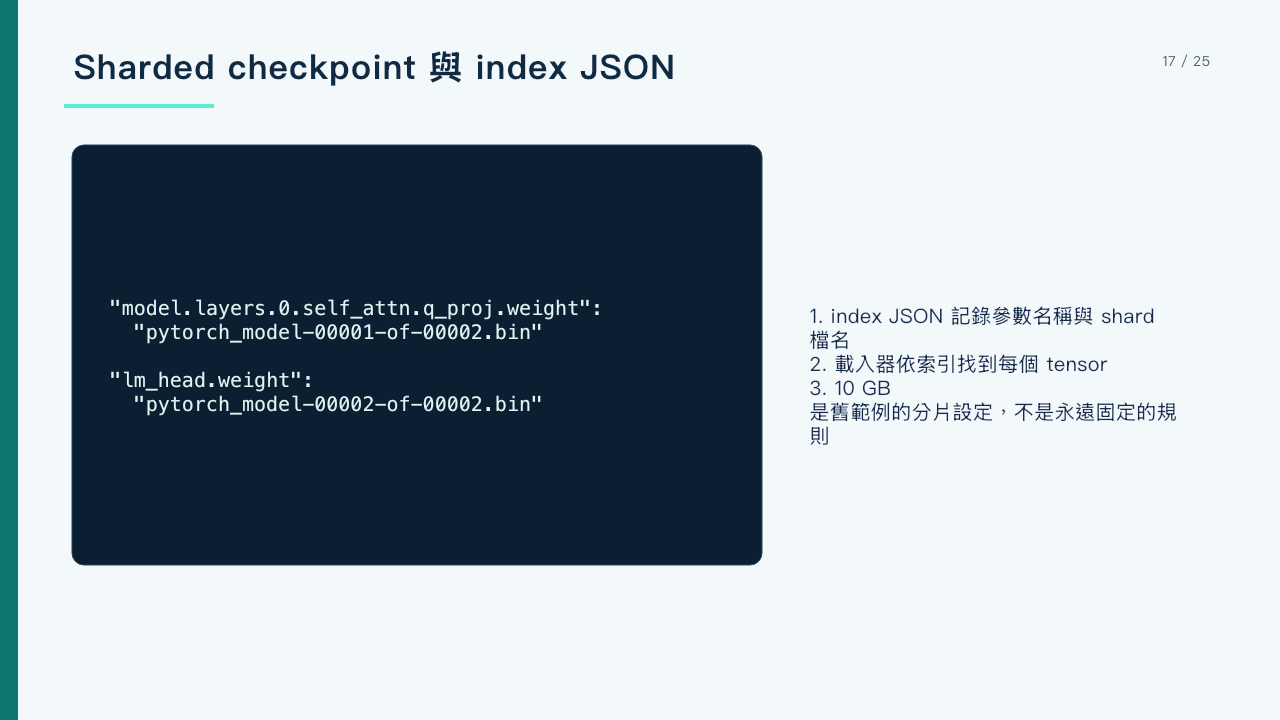 Sharded checkpoint 與 index JSON
17 / 25
"model.layers.0.self_attn.q_proj.weight":
"pytorch_model-00001-of-00002.bin"
"lm_head.weight":
"pytorch_model-00002-of-00002.bin"
1. index JSON 記錄參數名稱與 shard
檔名
2. 載入器依索引找到每個 tensor
3. 10 GB
是舊範例的分片設定，不是永遠固定的規
則